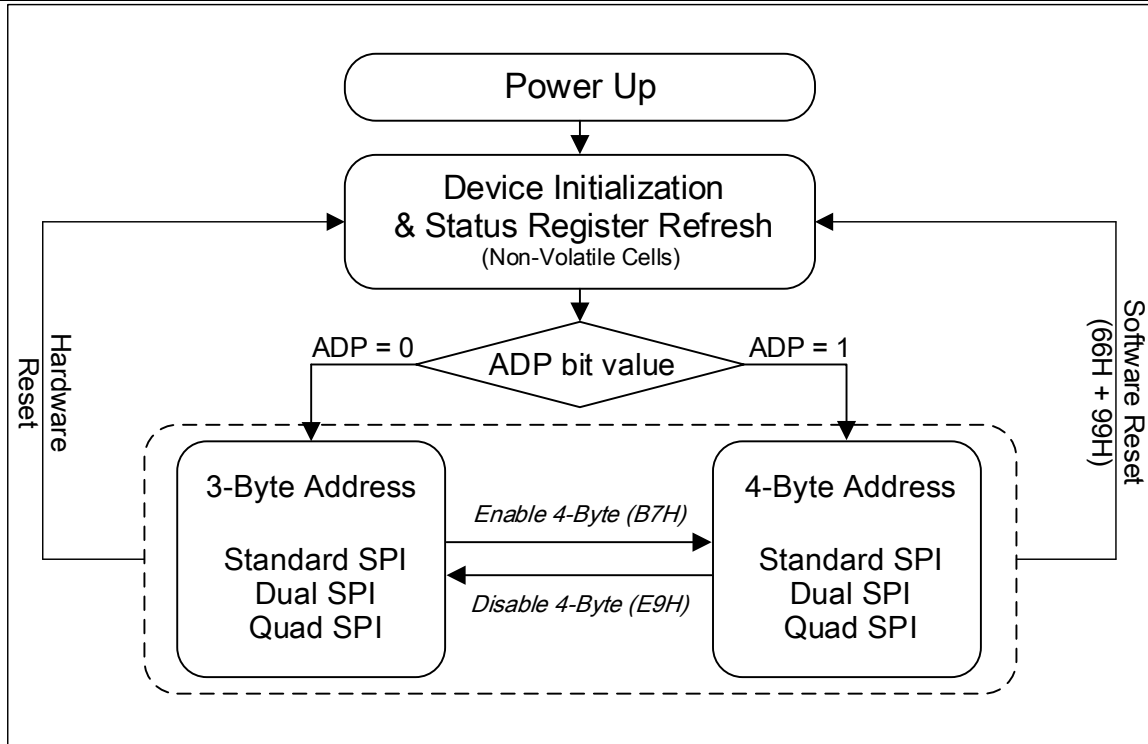 Power Up
Device Initialization
& Status Register Refresh
(Non-Volatile Cells)
Hardware
Reset
Software Reset
(66H + 99H)
ADP = 0
ADP bit value
ADP = 1
3-Byte Address
Standard SPI
Dual SPI
Quad SPI
Enable 4-Byte (B7H)
Disable 4-Byte (E9H)
4-Byte Address
Standard SPI
Dual SPI
Quad SPI